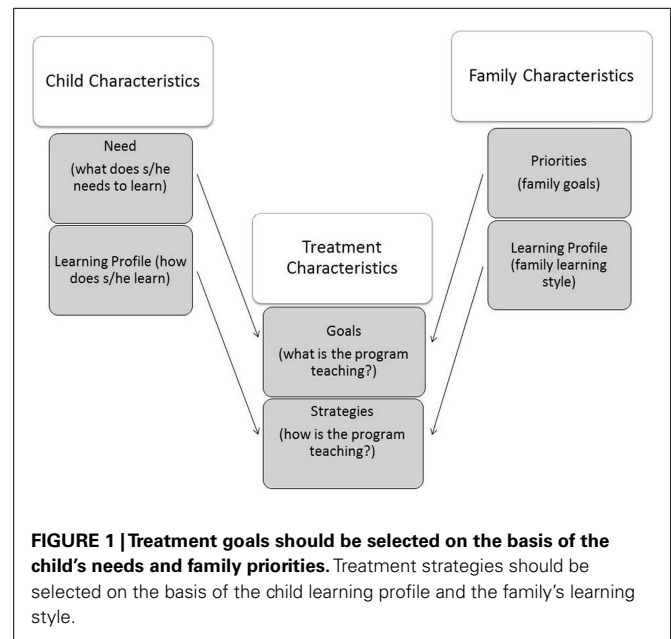 Child Characteristics
Need
(what does s/he
needs to learn)
Learning Profile (how
does s/he learn)
Family Characteristics
Priorities
(family goals)
Learning Profile
(family learning
style)
Treatment
Characteristics
Goals
(what is the program
teaching?)
Strategies
(how is the program
teaching?)
FIGURE 1 | Treatment goals should be selected on the basis of the
child’s needs and family priorities. Treatment strategies should be
selected on the basis of the child learning profile and the family’s learning
style.